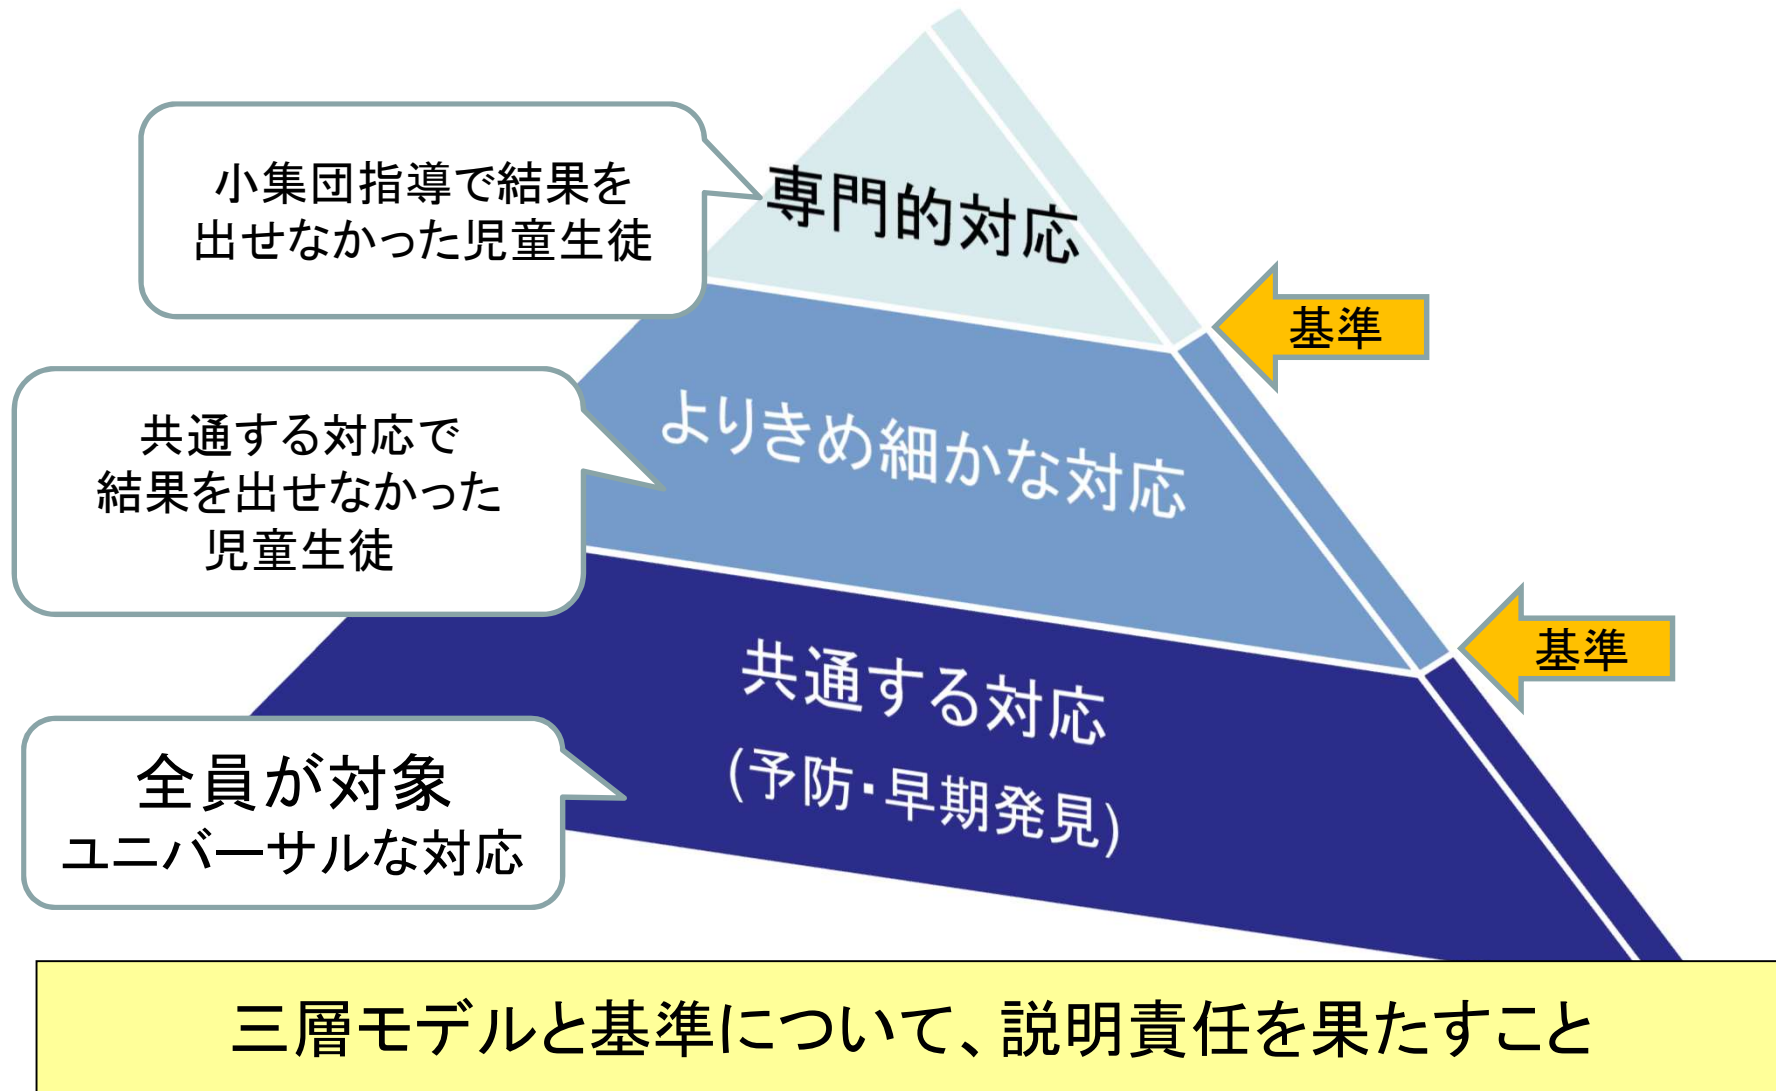 小集団指導で結果を
出せなかった児童生徒
専門的対応
基準
共通する対応で
結果を出せなかった
児童生徒
よりきめ細かな対応
基準
全員が対象
ユニバーサルな対応
共通する対応
(予防・早期発見)
三層モデルと基準について、説明責任を果たすこと